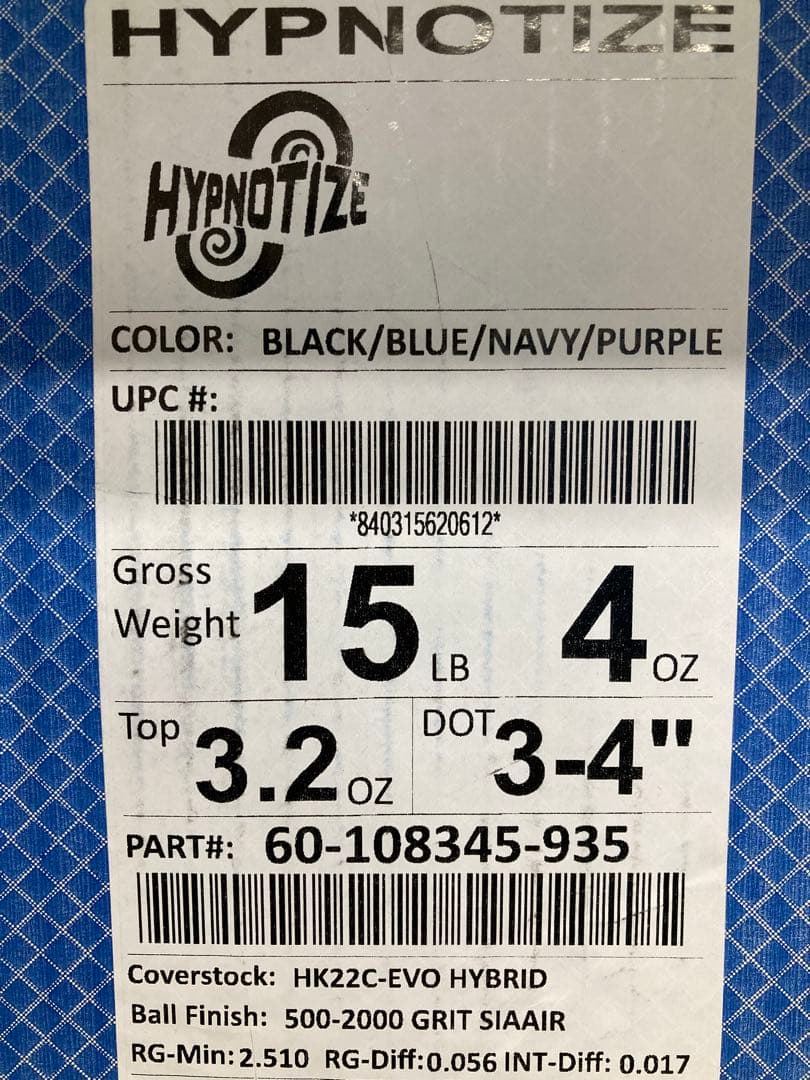 HYPNOTIZE
HYPNOTIZE
COLOR: BLACK/BLUE/NAVY/PURPLE
UPC #:
*840315620612*
Gross
Weight 15 LB 4 OZ
Top 3.2 OZ DOT 3-4"
PART#: 60-108345-935
Coverstock: HK22C-EVO HYBRID
Ball Finish: 500-2000 GRIT SIAAIR
RG-Min: 2.510 RG-Diff: 0.056 INT-Diff: 0.017